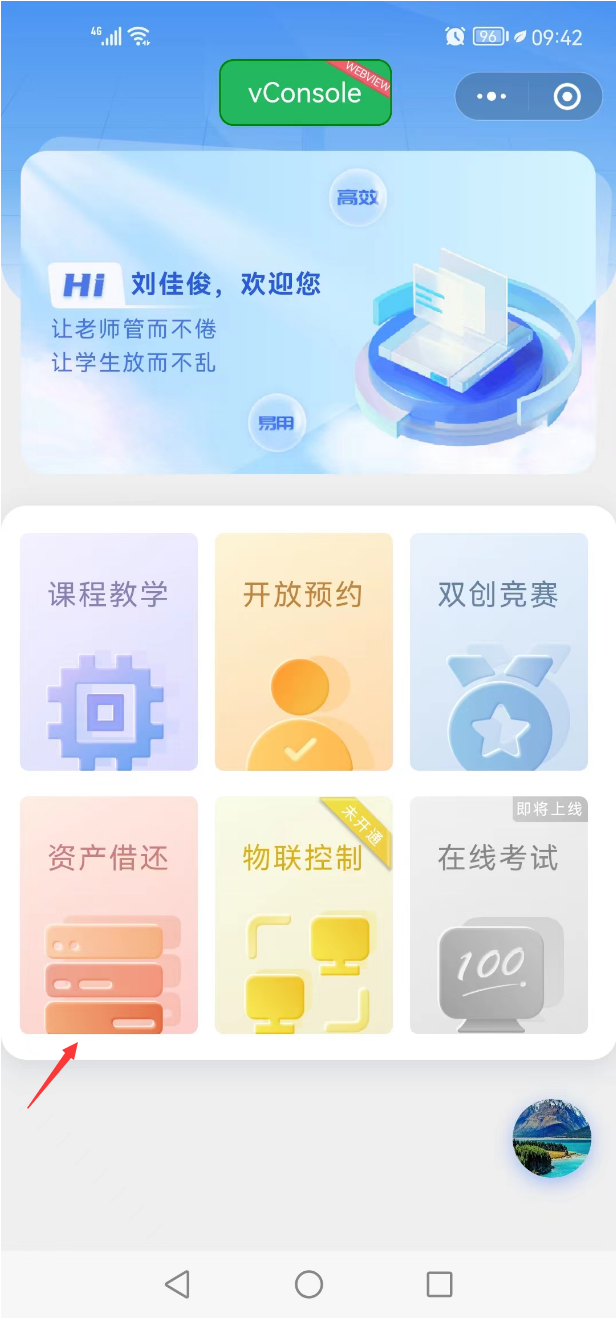 4G
96
09:42
vConsole
WEBVIEW
高效
Hi 刘佳俊，欢迎您
让老师管而不倦
让学生放而不乱
易用
课程教学
开放预约
双创竞赛
资产借还
物联控制
未开通
在线考试
即将上线
100